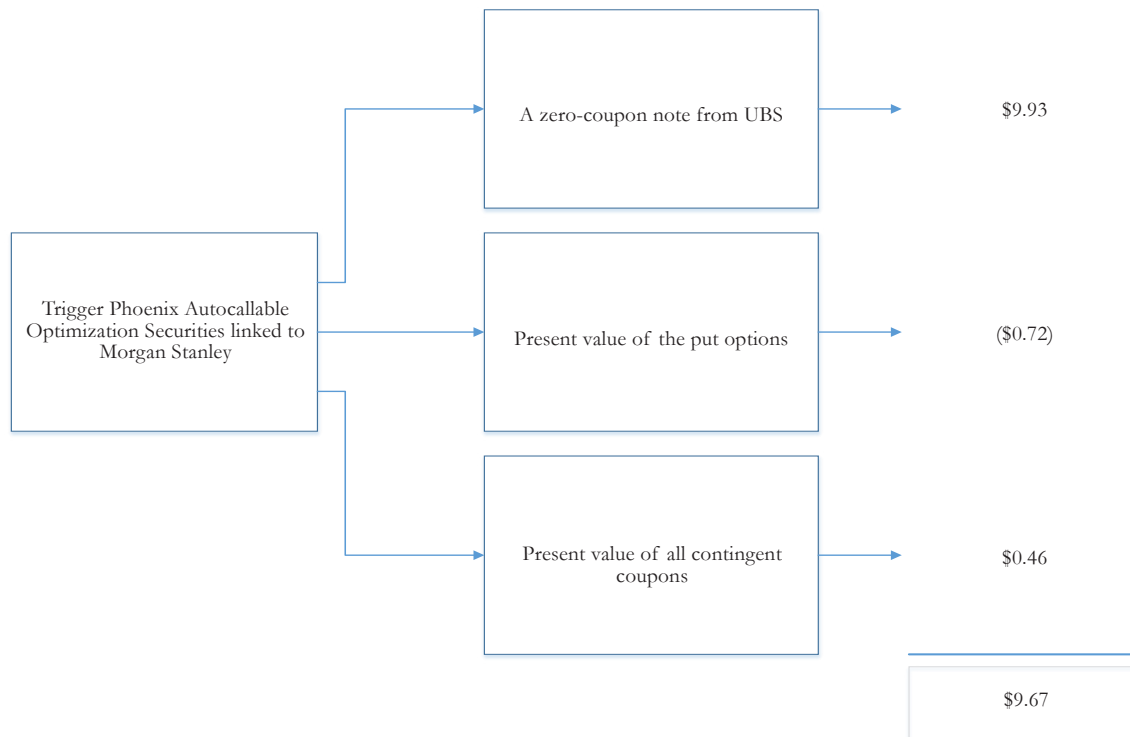 A zero-coupon note from UBS
$9.93
Trigger Phoenix Autocallable
Optimization Securities linked to
Morgan Stanley
Present value of the put options
($0.72)
Present value of all contingent
coupons
$0.46
$9.67